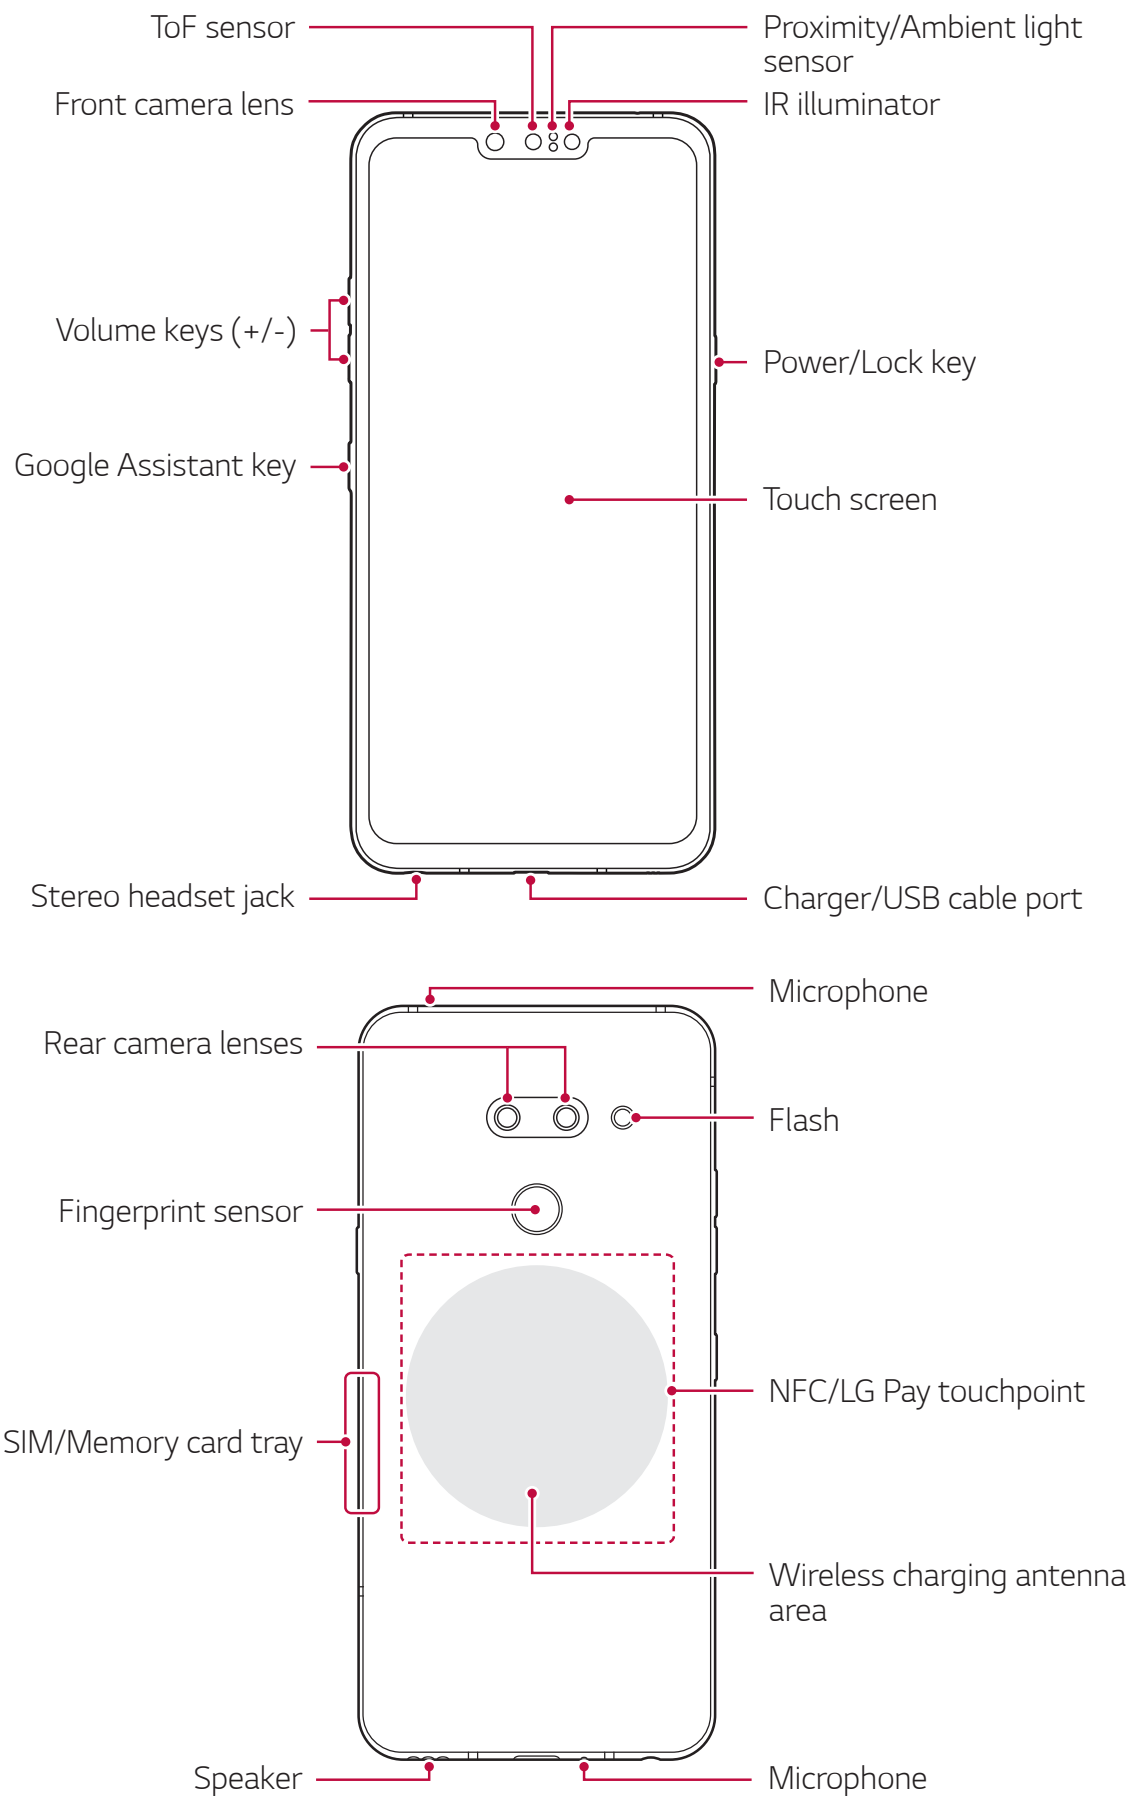 ToF sensor
Proximity/Ambient light
sensor
Front camera lens
IR illuminator
Volume keys (+/-)
Power/Lock key
Google Assistant key
Touch screen
Stereo headset jack
Charger/USB cable port
Microphone
Rear camera lenses
Flash
Fingerprint sensor
NFC/LG Pay touchpoint
SIM/Memory card tray
Wireless charging antenna
area
Speaker
Microphone